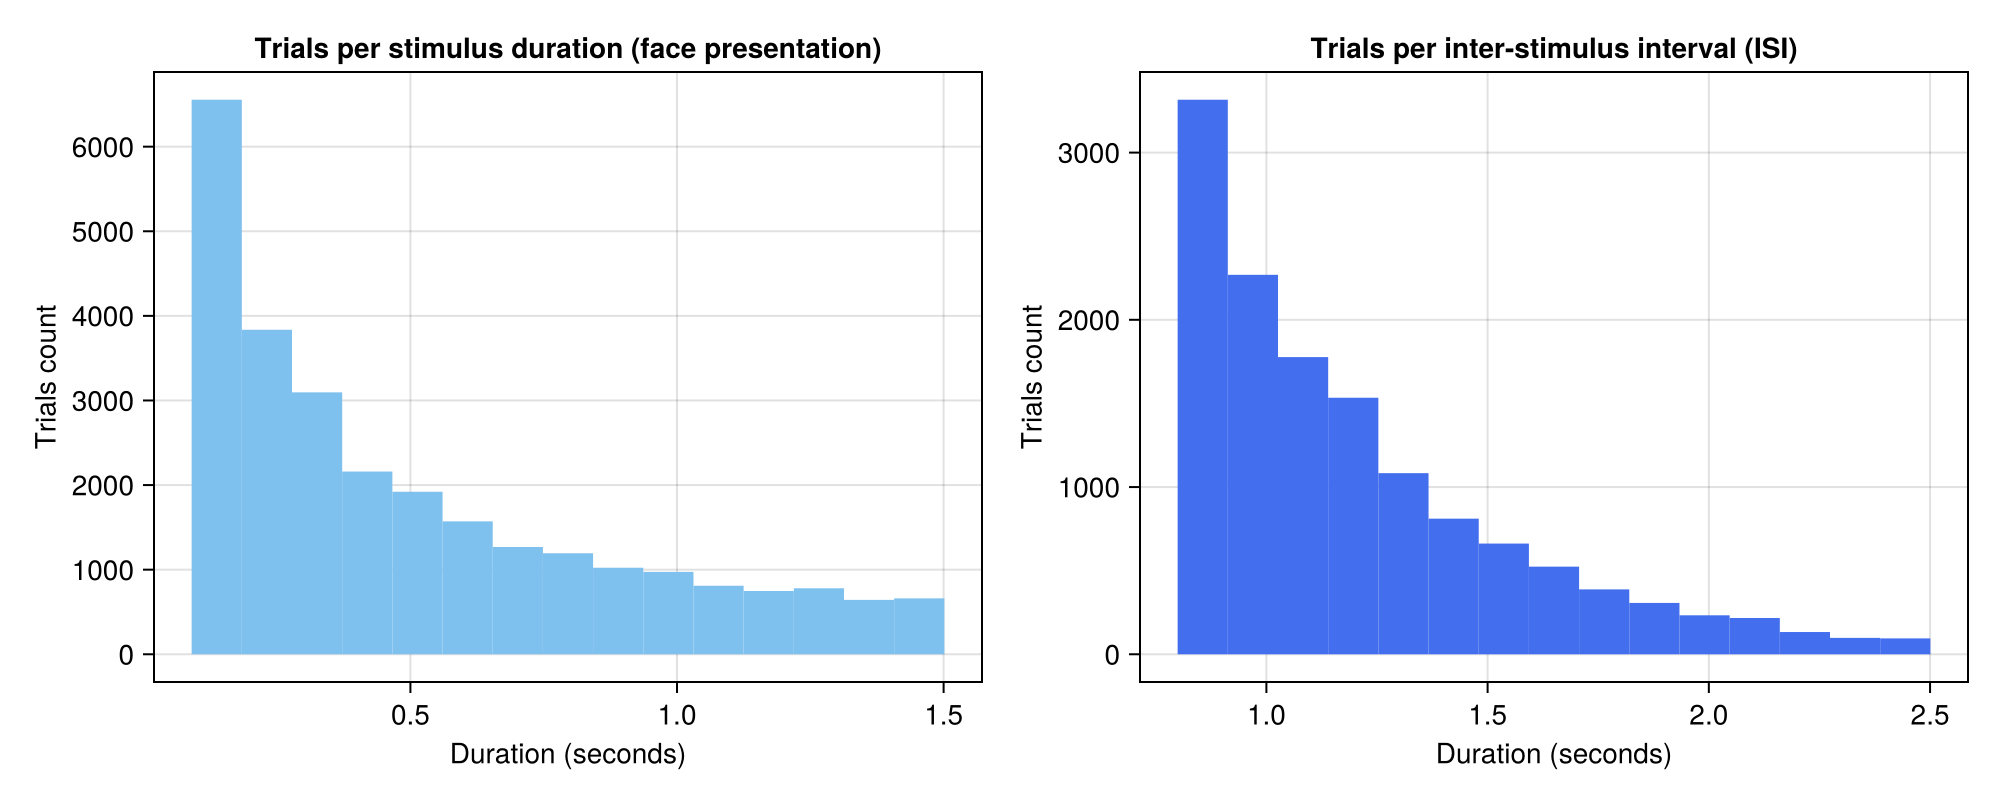 Trials per stimulus duration (face presentation)
6000
5000
4000
3000
2000
1000
0
Trials count
0.5 1.0 1.5
Duration (seconds)
Trials per inter-stimulus interval (ISI)
3000
2000
1000
0
Trials count
1.0 1.5 2.0 2.5
Duration (seconds)